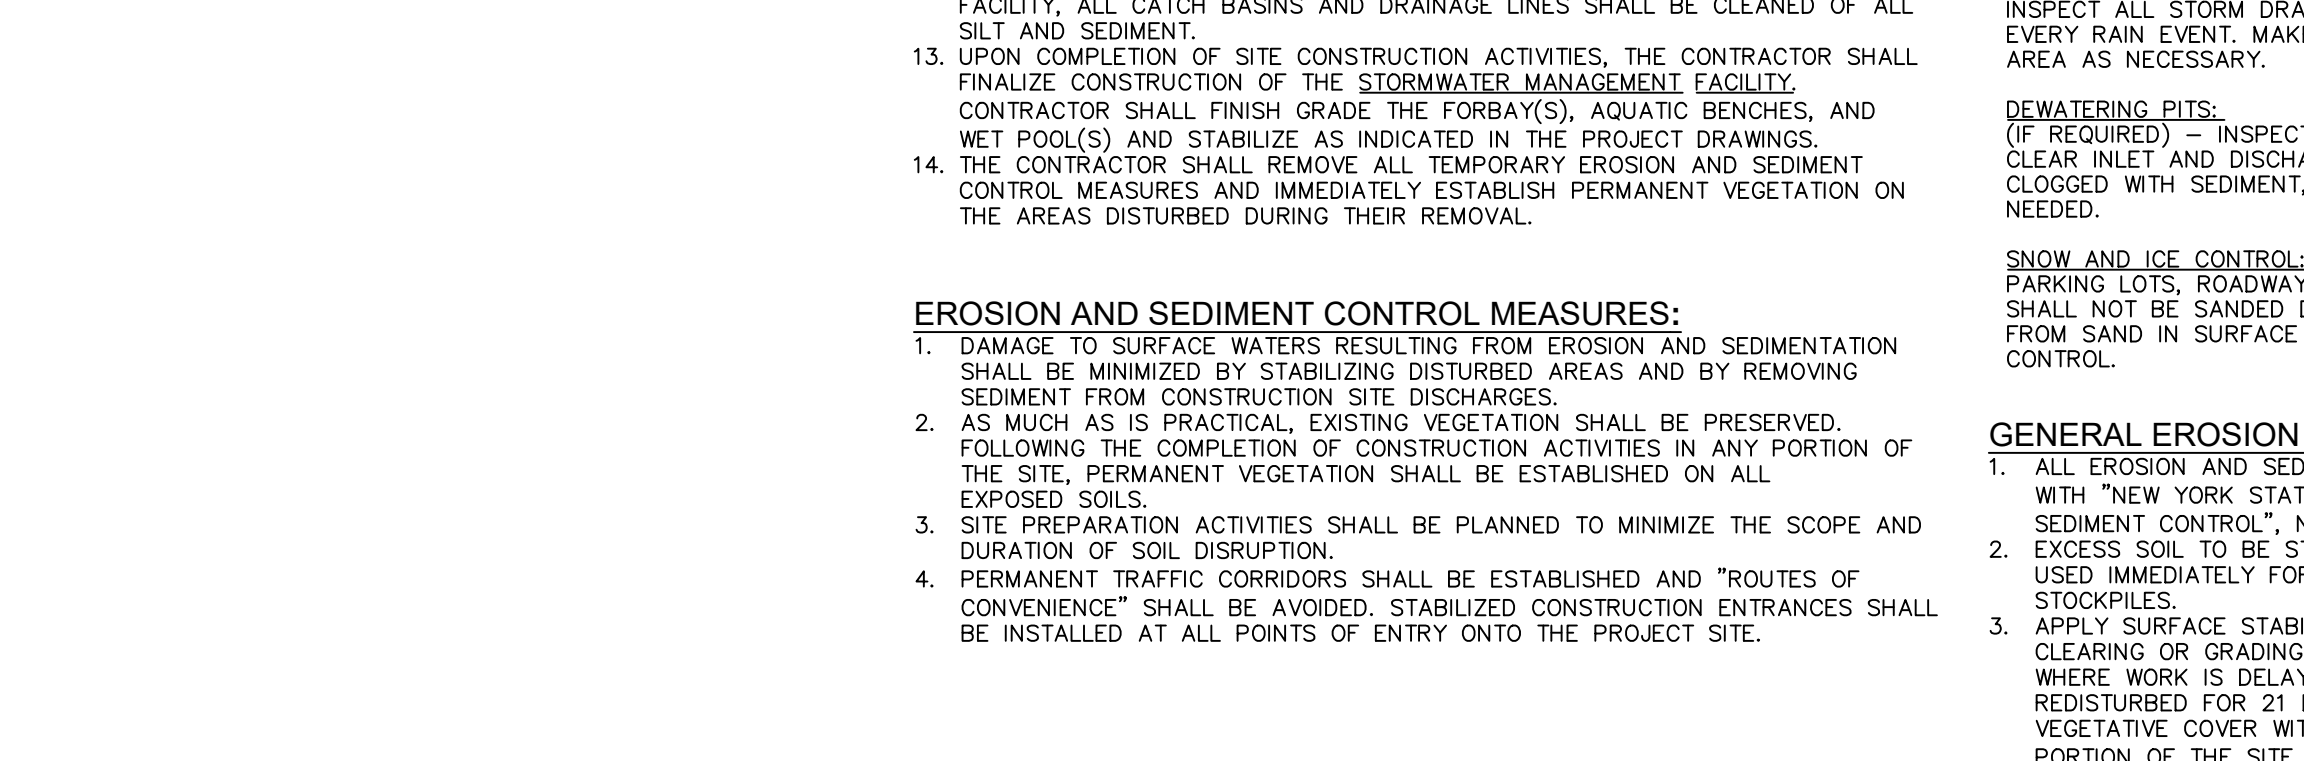 FACILITY, ALL CATCH BASINS AND DRAINAGE LINES SHALL BE CLEANED OF ALL
SILT AND SEDIMENT.
13. UPON COMPLETION OF SITE CONSTRUCTION ACTIVITIES, THE CONTRACTOR SHALL
FINALIZE CONSTRUCTION OF THE STORMWATER MANAGEMENT FACILITY.
CONTRACTOR SHALL FINISH GRADE THE FORBAY(S), AQUATIC BENCHES, AND
WET POOL(S) AND STABILIZE AS INDICATED IN THE PROJECT DRAWINGS.
14. THE CONTRACTOR SHALL REMOVE ALL TEMPORARY EROSION AND SEDIMENT
CONTROL MEASURES AND IMMEDIATELY ESTABLISH PERMANENT VEGETATION ON
THE AREAS DISTURBED DURING THEIR REMOVAL.
EROSION AND SEDIMENT CONTROL MEASURES:
1. DAMAGE TO SURFACE WATERS RESULTING FROM EROSION AND SEDIMENTATION
SHALL BE MINIMIZED BY STABILIZING DISTURBED AREAS AND BY REMOVING
SEDIMENT FROM CONSTRUCTION SITE DISCHARGES.
2. AS MUCH AS IS PRACTICAL, EXISTING VEGETATION SHALL BE PRESERVED.
FOLLOWING THE COMPLETION OF CONSTRUCTION ACTIVITIES IN ANY PORTION OF
THE SITE, PERMANENT VEGETATION SHALL BE ESTABLISHED ON ALL
EXPOSED SOILS.
3. SITE PREPARATION ACTIVITIES SHALL BE PLANNED TO MINIMIZE THE SCOPE AND
DURATION OF SOIL DISRUPTION.
4. PERMANENT TRAFFIC CORRIDORS SHALL BE ESTABLISHED AND "ROUTES OF
CONVENIENCE" SHALL BE AVOIDED. STABILIZED CONSTRUCTION ENTRANCES SHALL
BE INSTALLED AT ALL POINTS OF ENTRY ONTO THE PROJECT SITE.
INSPECT ALL STORM
EVERY RAIN EVENT.
AREA AS NECESSARY.
DEWATERING PITS:
(IF REQUIRED) – INSPECT
CLEAR INLET AND
CLOGGED WITH SEDIMENT,
NEEDED.
SNOW AND ICE CONTROL:
PARKING LOTS,
SHALL NOT BE SANDED
FROM SAND IN SURFACE
CONTROL.
GENERAL EROSION
1. ALL EROSION AND
WITH "NEW YORK
SEDIMENT CONTROL",
2. EXCESS SOIL TO BE
USED IMMEDIATELY
STOCKPILES.
3. APPLY SURFACE
CLEARING OR GRADING
WHERE WORK IS
REDISTURBED FOR 21
VEGETATIVE COVER
PORTION OF THE SITE